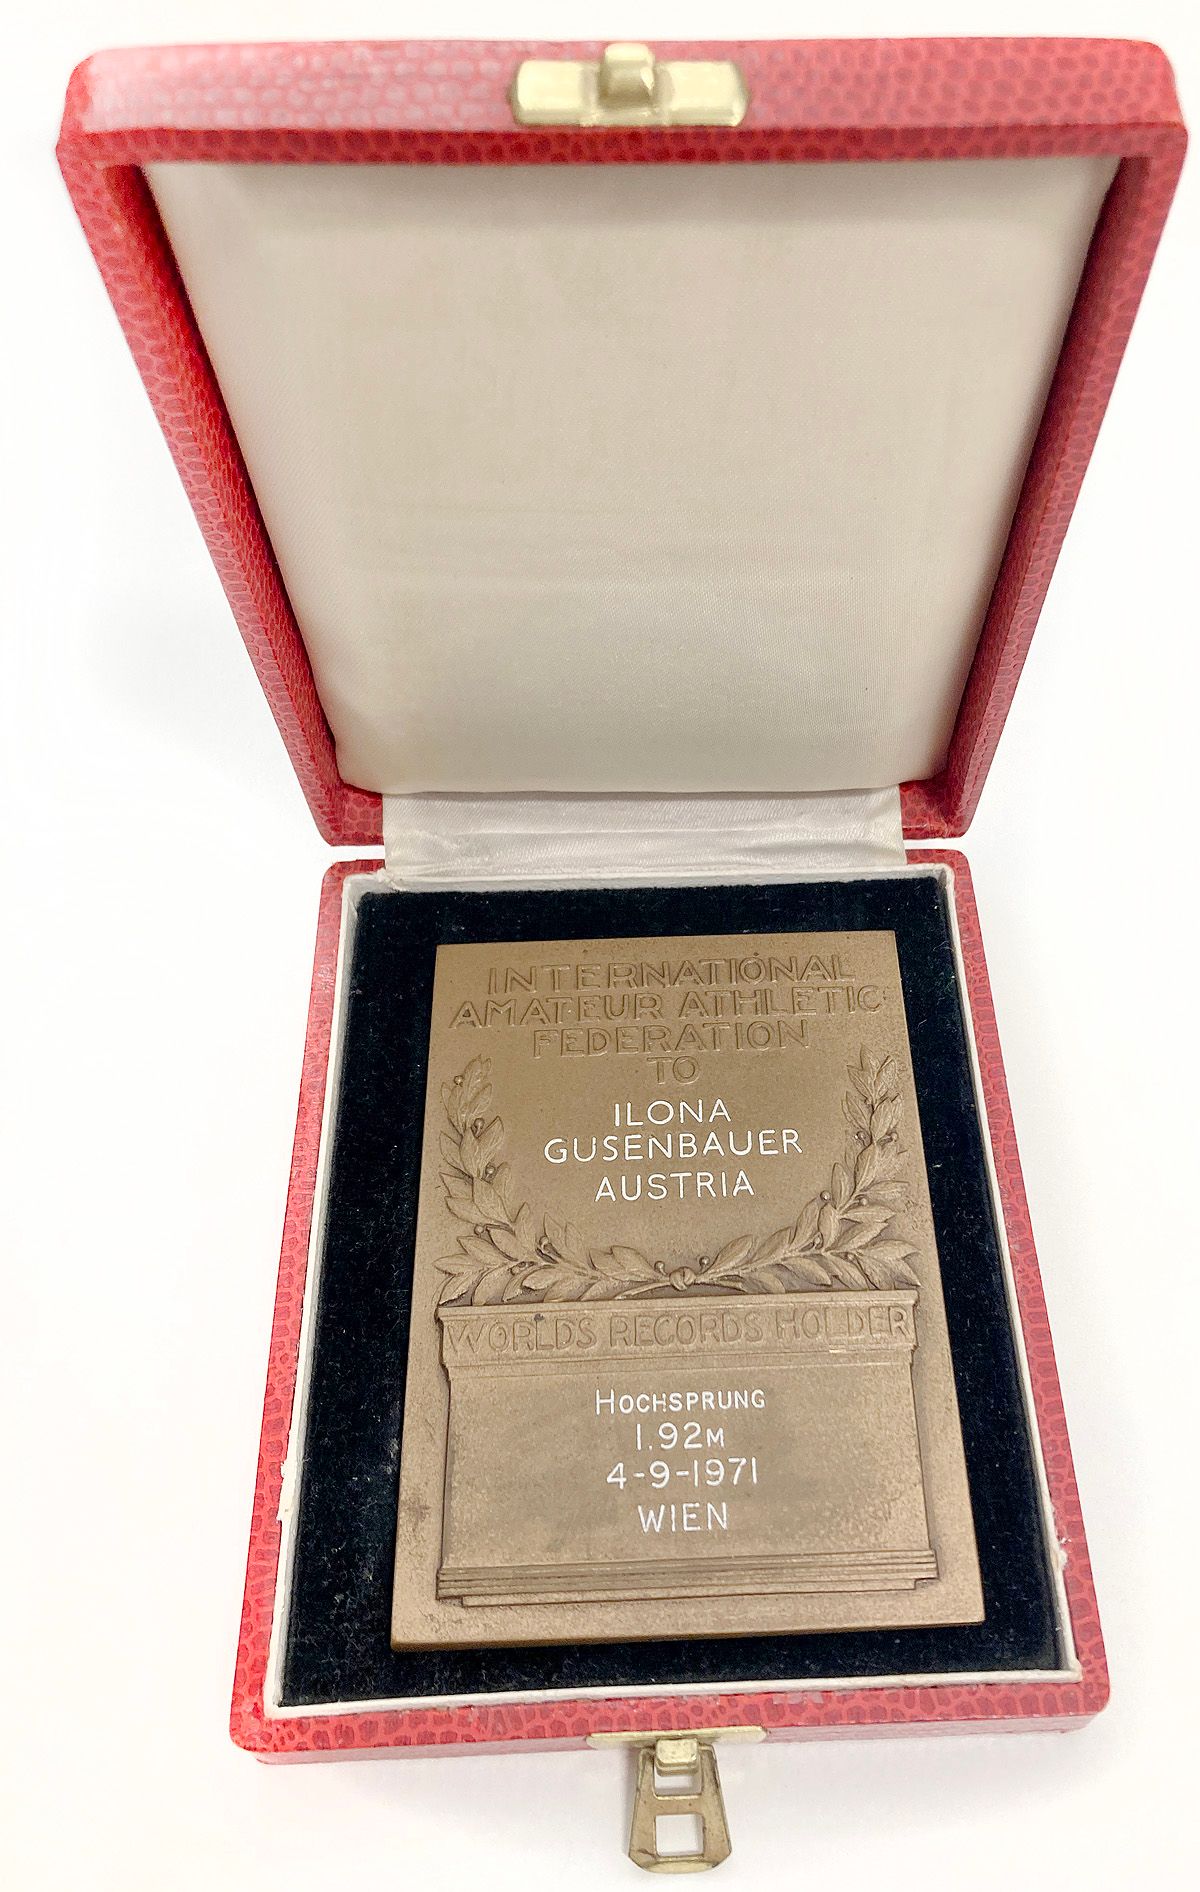 INTERNATIONAL
AMATEUR ATHLETIC
FEDERATION
TO
ILONA
GUSENBAUER
AUSTRIA
WORLDS RECORDS HOLDER
HOCHSPRUNG
1.92M
4-9-1971
WIEN